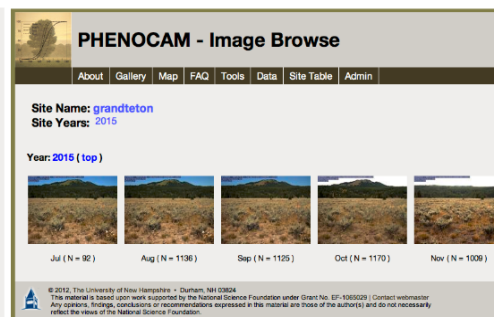 PHENOCAM - Image Browse
About Gallery Map FAQ Tools Data Site Table Admin
Site Name: grandteton
Site Years: 2015
Year: 2015 ( top )
Jul ( N = 92 ) Aug ( N = 1136 ) Sep ( N = 1125 ) Oct ( N = 1170 ) Nov ( N = 1009 )
© 2012, The University of New Hampshire • Durham, NH 03824
This material is based upon work supported by the National Science Foundation under Grant No. EF-1065029 | Contact webmaster
Any opinions, findings, conclusions or recommendations expressed in this material are those of the author(s) and do not necessarily
reflect the views of the National Science Foundation.